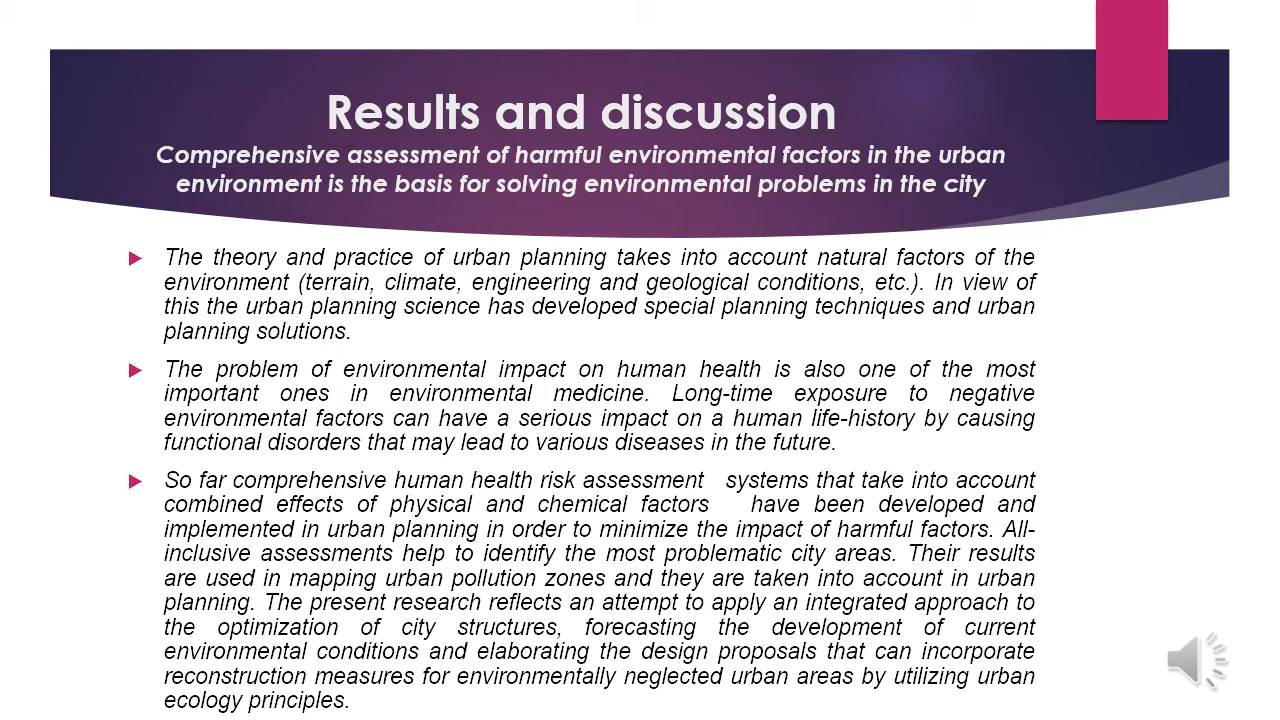 Results and discussion
Comprehensive assessment of harmful environmental factors in the urban
environment is the basis for solving environmental problems in the city
The theory and practice of urban planning takes into account natural factors of the
environment (terrain, climate, engineering and geological conditions, etc.). In view of
this the urban planning science has developed special planning techniques and urban
planning solutions.
The problem of environmental impact on human health is also one of the most
important ones in environmental medicine. Long-time exposure to negative
environmental factors can have a serious impact on a human life-history by causing
functional disorders that may lead to various diseases in the future.
So far comprehensive human health risk assessment systems that take into account
combined effects of physical and chemical factors have been developed and
implemented in urban planning in order to minimize the impact of harmful factors. All-
inclusive assessments help to identify the most problematic city areas. Their results
are used in mapping urban pollution zones and they are taken into account in urban
planning. The present research reflects an attempt to apply an integrated approach to
the optimization of city structures, forecasting the development of current
environmental conditions and elaborating the design proposals that can incorporate
reconstruction measures for environmentally neglected urban areas by utilizing urban
ecology principles.